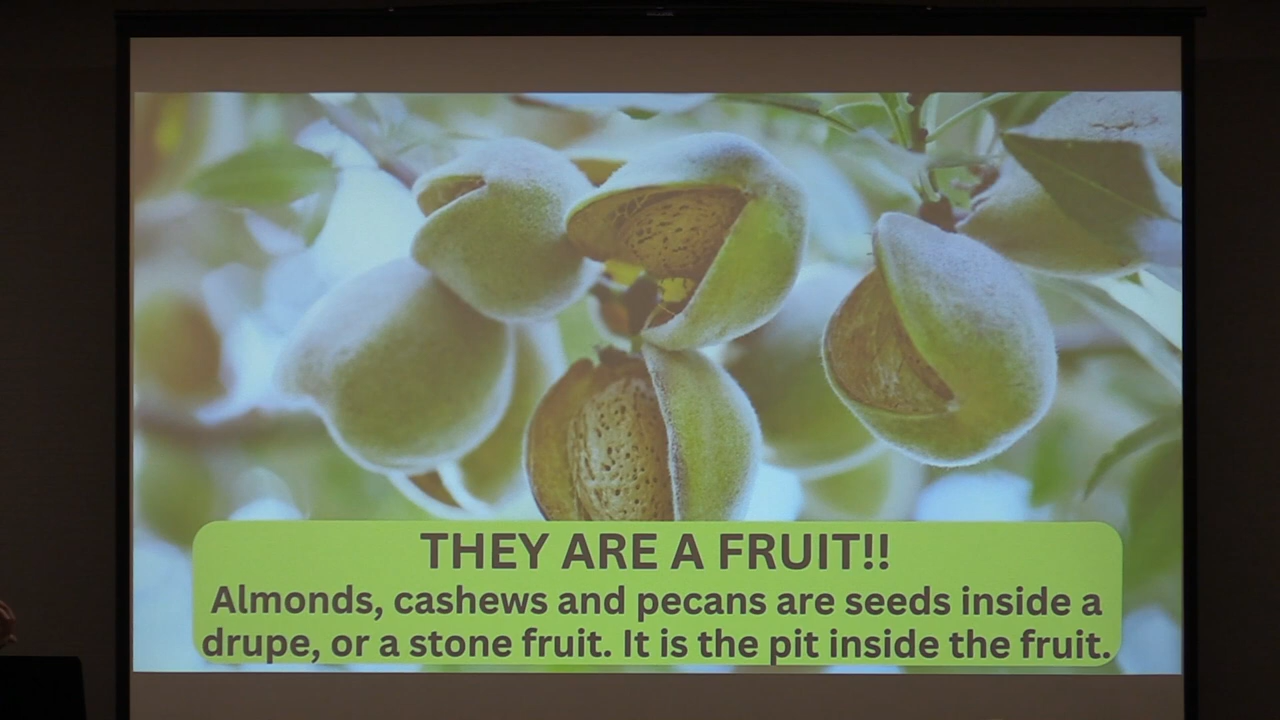 THEY ARE A FRUIT!!
Almonds, cashews and pecans are seeds inside a
drupe, or a stone fruit. It is the pit inside the fruit.